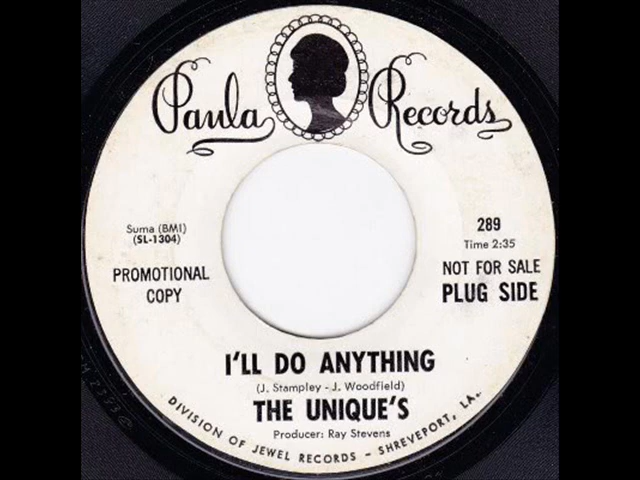 Paula Records
Suma (BMI)
(SL-1304)
PROMOTIONAL
COPY
289
Time 2:35
NOT FOR SALE
PLUG SIDE
I'LL DO ANYTHING
(J. Stampley - J. Woodfield)
THE UNIQUE'S
Producer: Ray Stevens
DIVISION OF JEWEL RECORDS - SHREVEPORT, LA.